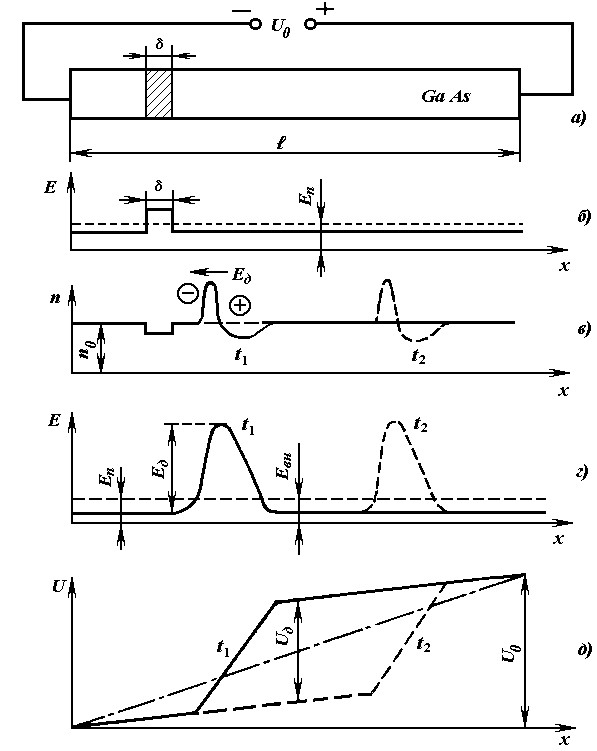 − U₀ +
δ
Ga As
а)
ℓ
E
δ
Eп
б)
x
n
Eд
−
+
в)
n₀
t₁
t₂
x
E
t₁
t₂
Eп
Eд
Eвн
г)
x
U
t₁
Uд
t₂
U₀
д)
x